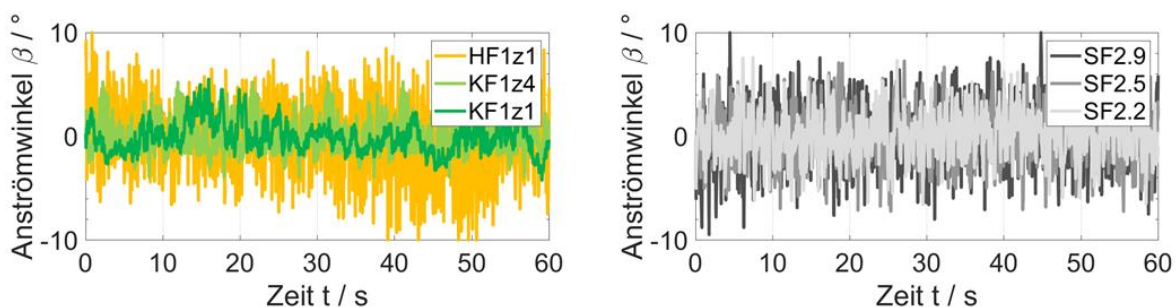 Anströmwinkel β / °
10
0
-10
HF1z1
KF1z4
KF1z1
0 10 20 30 40 50 60
Zeit t / s
Anströmwinkel β / °
10
0
-10
SF2.9
SF2.5
SF2.2
0 10 20 30 40 50 60
Zeit t / s